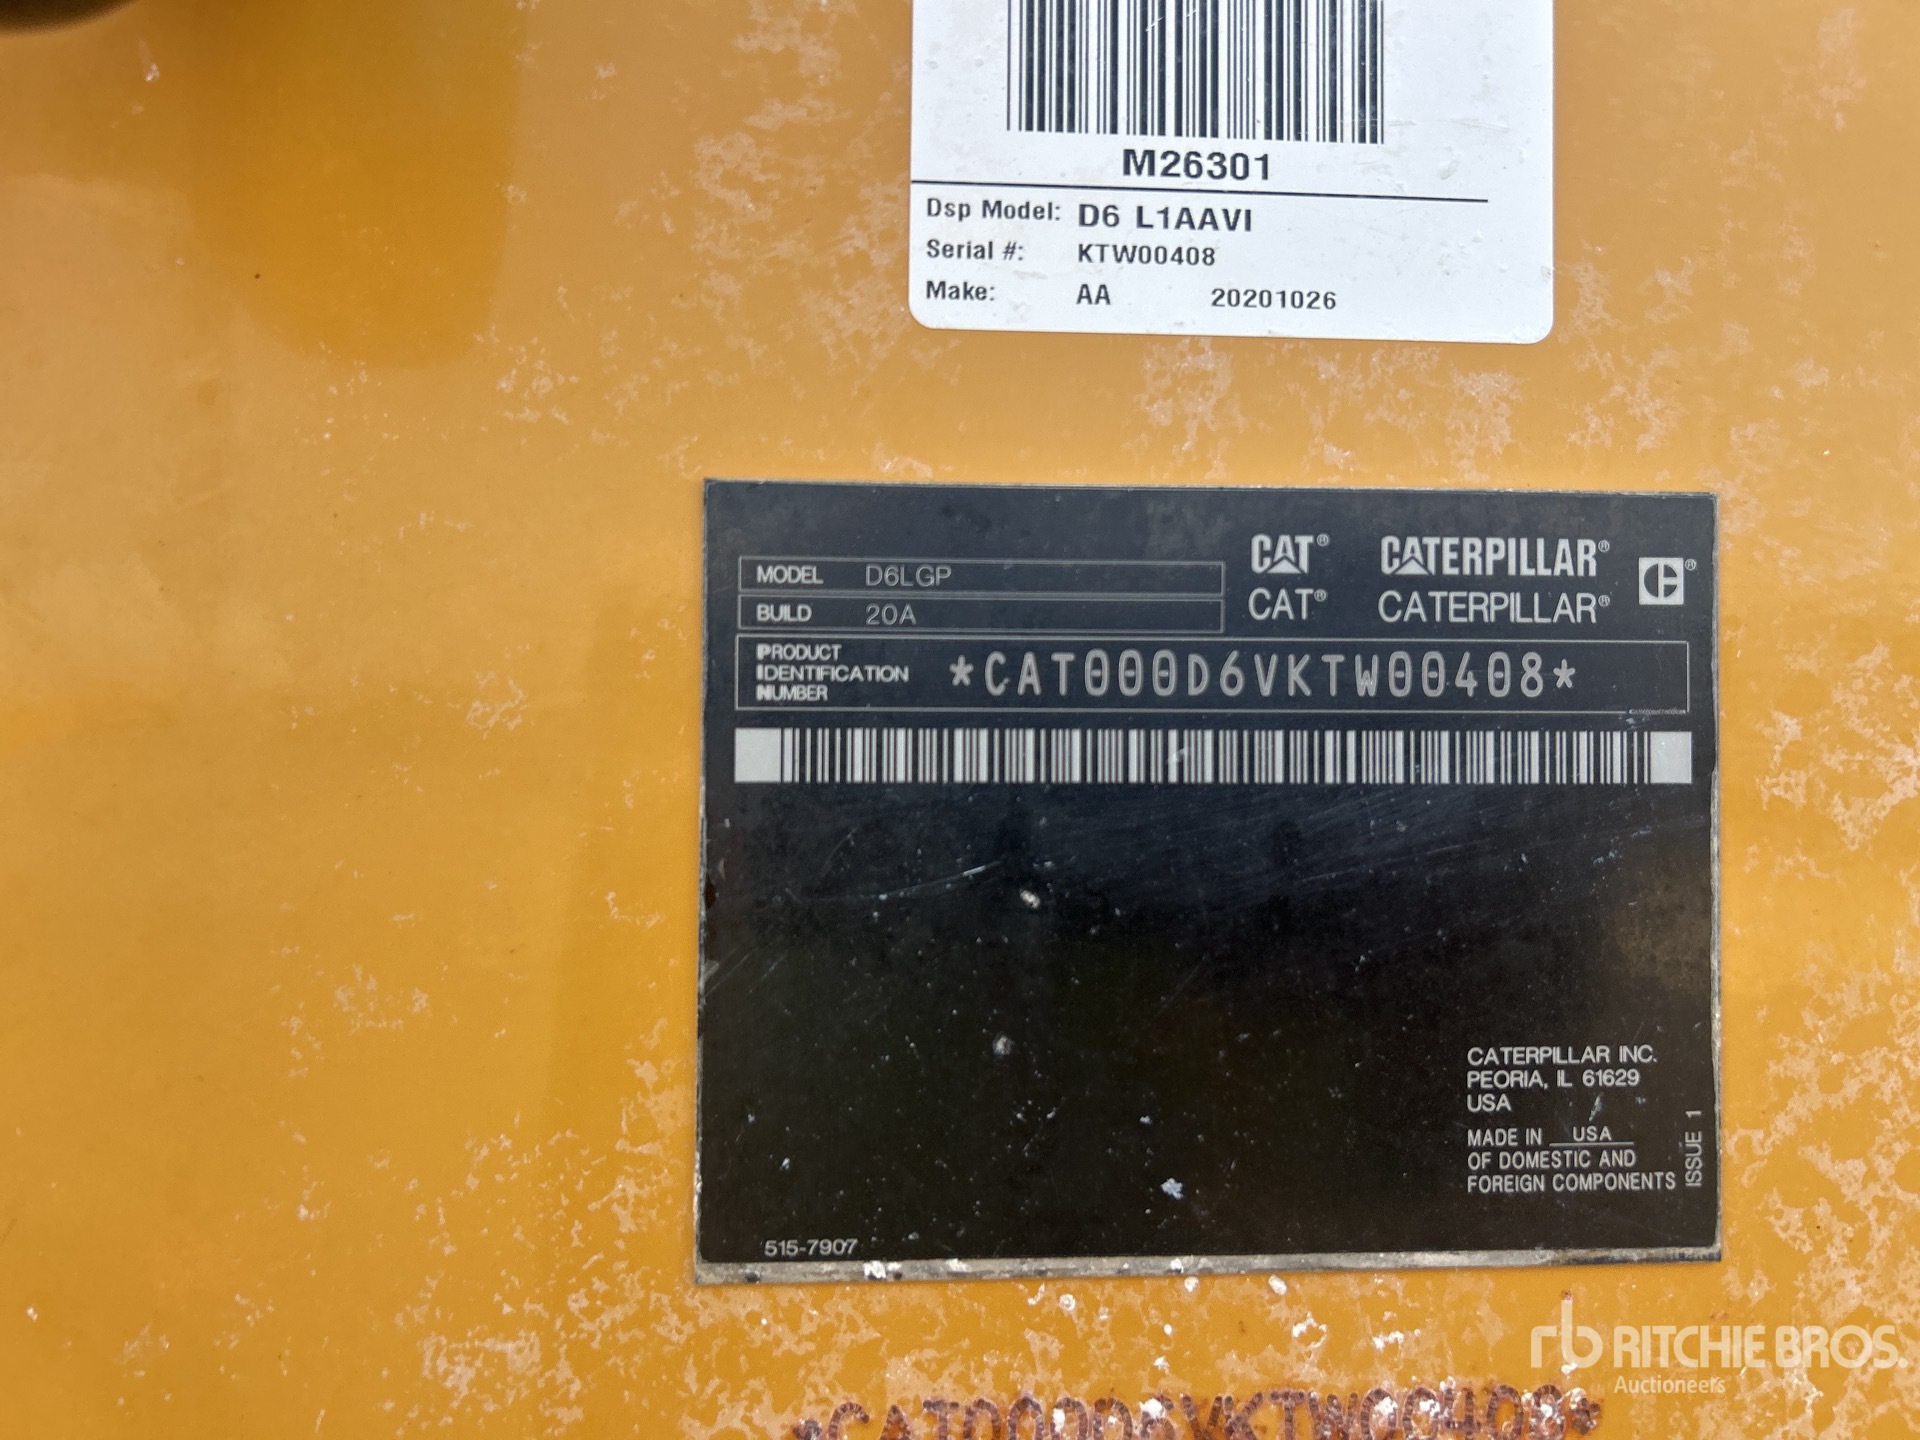 M26301
Dsp Model: D6 L1AAVI
Serial #: KTW00408
Make: AA 20201026
MODEL D6LGP
BUILD 20A
CAT® CATERPILLAR®
CAT® CATERPILLAR®
PRODUCT
IDENTIFICATION
NUMBER
*CAT000D6VKTW00408*
CATERPILLAR INC.
PEORIA, IL 61629
USA
MADE IN USA
OF DOMESTIC AND
FOREIGN COMPONENTS
ISSUE 1
515-7907
*CAT000D6VKTW00408*
rb RITCHIE BROS.
Auctioneers